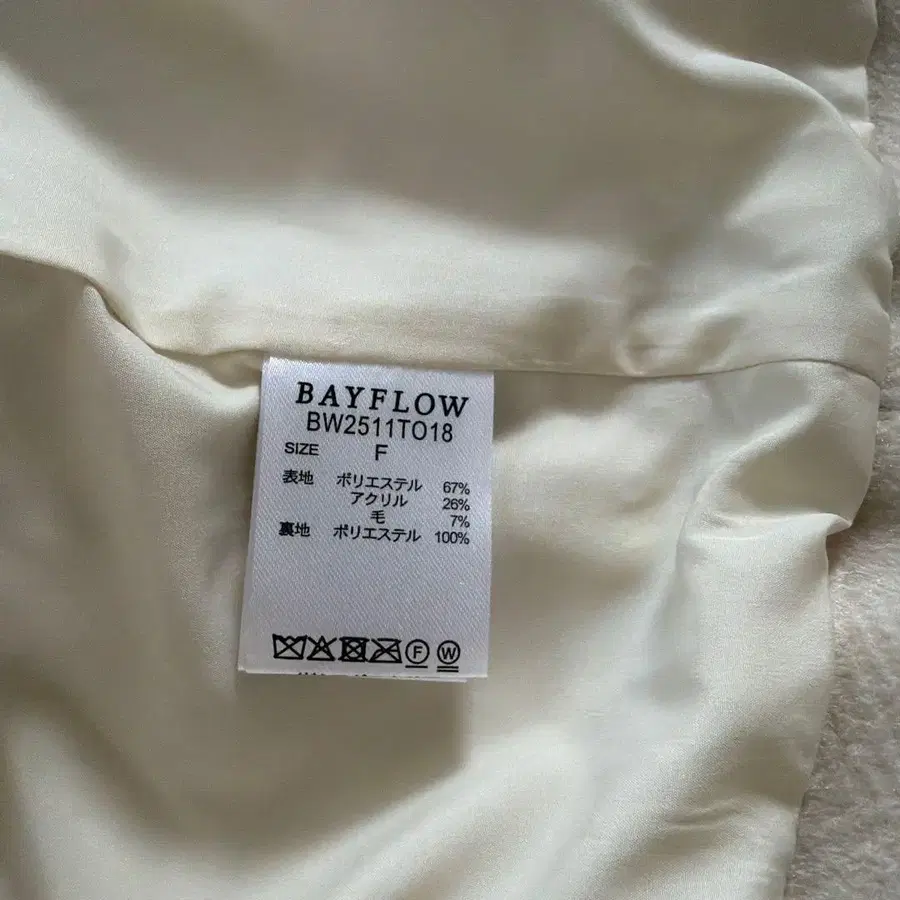 BAYFLOW
BW2511TO18
SIZE F
表地 ポリエステル 67%
アクリル 26%
毛 7%
裏地 ポリエステル 100%
F W